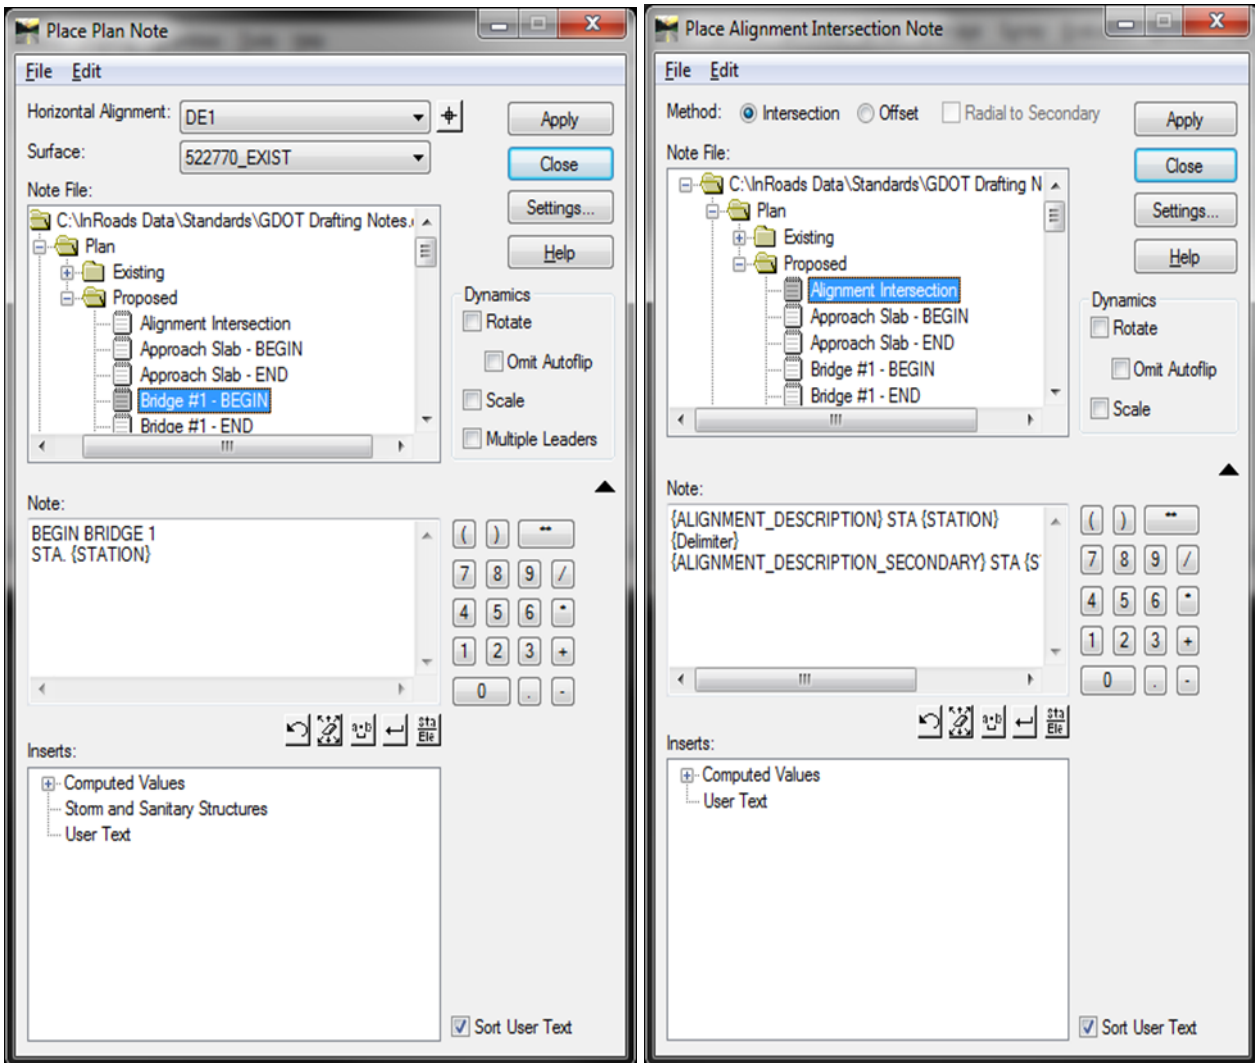 Place Plan Note
File Edit
Horizontal Alignment: DE1
Apply
Surface: 522770_EXIST
Close
Note File:
Settings...
C:\InRoads Data\Standards\GDOT Drafting Notes.
Plan
Help
Existing
Proposed
Dynamics
Alignment Intersection
Rotate
Approach Slab - BEGIN
Omit Autoflip
Approach Slab - END
Bridge #1 - BEGIN
Scale
Bridge #1 - END
Multiple Leaders
Note:
BEGIN BRIDGE 1
STA. {STATION}
( ) **
7 8 9 /
4 5 6 *
1 2 3 +
0 . -
a•b Sta Ele
Inserts:
Computed Values
Storm and Sanitary Structures
User Text
Sort User Text
Place Alignment Intersection Note
File Edit
Method: Intersection Offset Radial to Secondary
Apply
Note File:
Close
C:\InRoads Data\Standards\GDOT Drafting N
Settings...
Plan
Existing
Help
Proposed
Alignment Intersection
Dynamics
Approach Slab - BEGIN
Rotate
Approach Slab - END
Bridge #1 - BEGIN
Omit Autoflip
Bridge #1 - END
Scale
Note:
{ALIGNMENT_DESCRIPTION} STA {STATION}
{Delimiter}
{ALIGNMENT_DESCRIPTION_SECONDARY} STA {S
( ) **
7 8 9 /
4 5 6 *
1 2 3 +
0 . -
a•b Sta Ele
Inserts:
Computed Values
User Text
Sort User Text